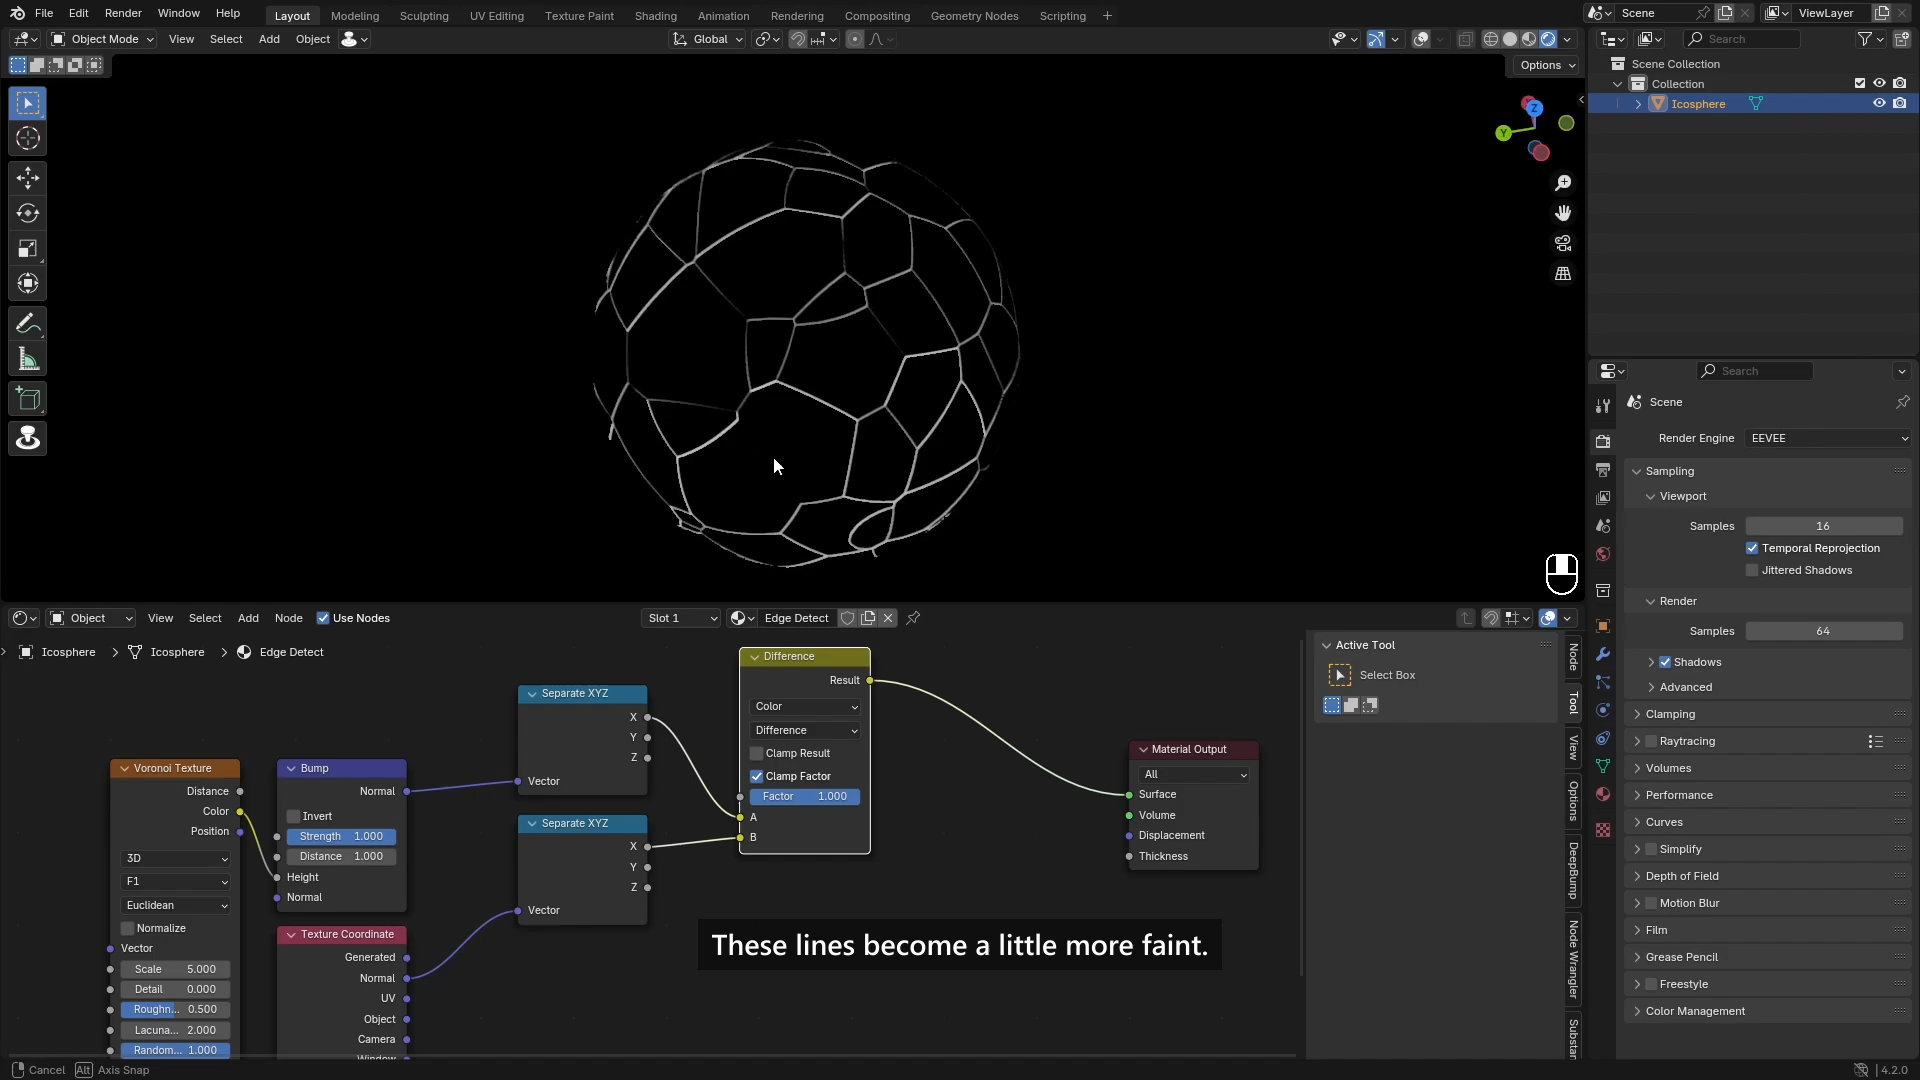 File Edit Render Window Help Layout Modeling Sculpting UV Editing Texture Paint Shading Animation Rendering Compositing Geometry Nodes Scripting + Scene ViewLayer
Object Mode View Select Add Object Global Search
Options
Scene Collection
Collection
Icosphere
X
Y
Z
Search
Scene
Render Engine EEVEE
Sampling
Viewport
Samples 16
Temporal Reprojection
Jittered Shadows
Render
Samples 64
Shadows
Advanced
Clamping
Raytracing
Volumes
Performance
Curves
Simplify
Depth of Field
Motion Blur
Film
Grease Pencil
Freestyle
Color Management
Object View Select Add Node Use Nodes Slot 1 Edge Detect
Icosphere > Icosphere > Edge Detect
Voronoi Texture
Distance
Color
Position
3D
F1
Euclidean
Normalize
Vector
Scale 5.000
Detail 0.000
Roughn... 0.500
Lacuna... 2.000
Random... 1.000
Bump
Normal
Invert
Strength 1.000
Distance 1.000
Height
Normal
Texture Coordinate
Generated
Normal
UV
Object
Camera
Window
Separate XYZ
X
Y
Z
Vector
Separate XYZ
X
Y
Z
Vector
Difference
Result
Color
Difference
Clamp Result
Clamp Factor
Factor 1.000
A
B
Material Output
All
Surface
Volume
Displacement
Thickness
Active Tool
Select Box
Node
Tool
View
Options
DeepBump
Node Wrangler
Substan
These lines become a little more faint.
Cancel Alt Axis Snap 4.2.0